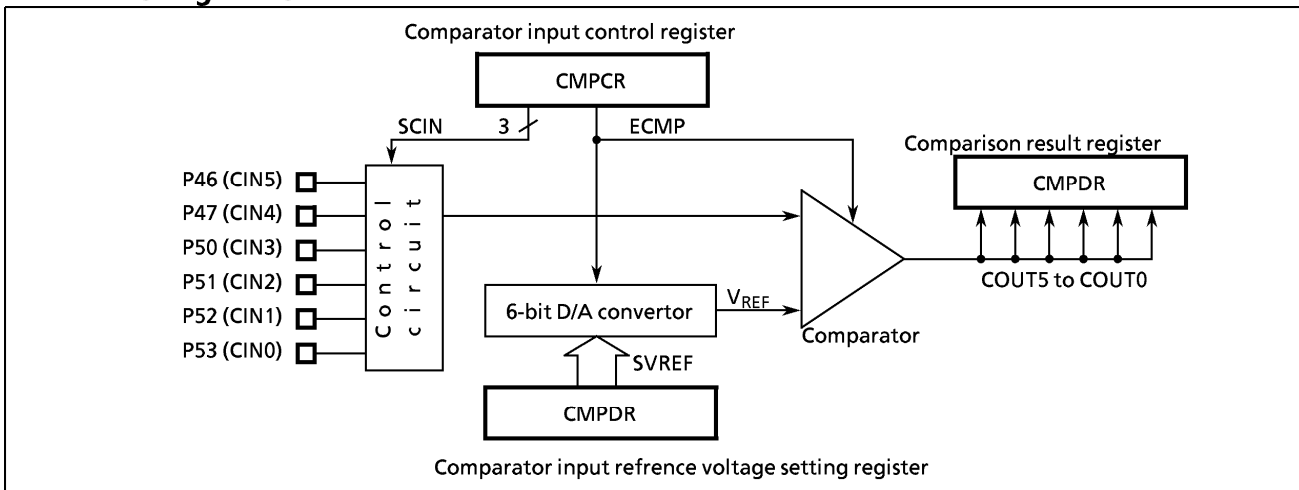 Comparator input control register
CMPCR
SCIN
3
ECMP
Comparison result register
CMPDR
P46 (CIN5)
P47 (CIN4)
P50 (CIN3)
P51 (CIN2)
P52 (CIN1)
P53 (CIN0)
Control
circuit
COUT5 to COUT0
6-bit D/A convertor
VREF
Comparator
SVREF
CMPDR
Comparator input refrence voltage setting register